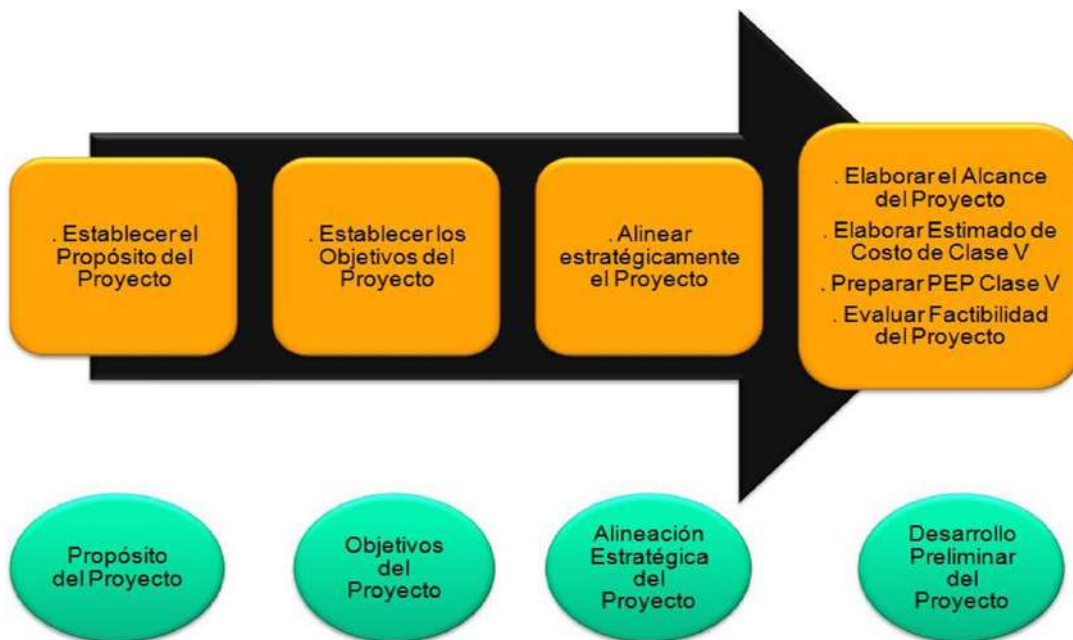 . Establecer el
Propósito del
Proyecto
. Establecer los
Objetivos del
Proyecto
. Alinear
estratégicamente
el Proyecto
. Elaborar el Alcance
del Proyecto
. Elaborar Estimado de
Costo de Clase V
. Preparar PEP Clase V
. Evaluar Factibilidad
del Proyecto
Propósito
del Proyecto
Objetivos
del
Proyecto
Alineación
Estratégica
del
Proyecto
Desarrollo
Preliminar
del
Proyecto